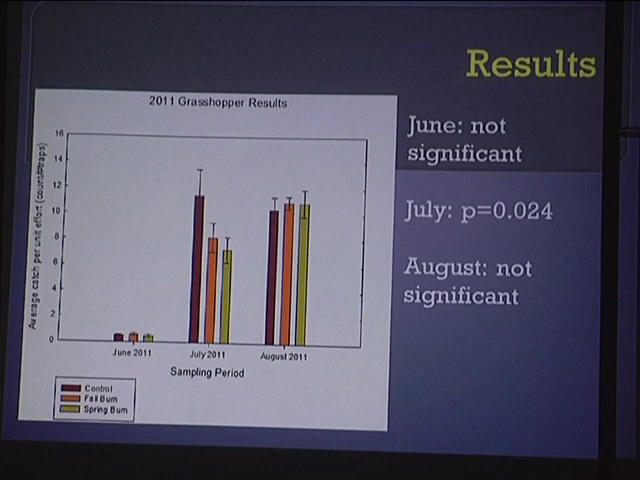 Results
2011 Grasshopper Results
June: not
significant
July: p=0.024
August: not
significant
Average catch per unit effort (count/#traps)
16
14
12
10
8
6
4
2
0
June 2011
July 2011
August 2011
Sampling Period
Control
Fall Burn
Spring Burn